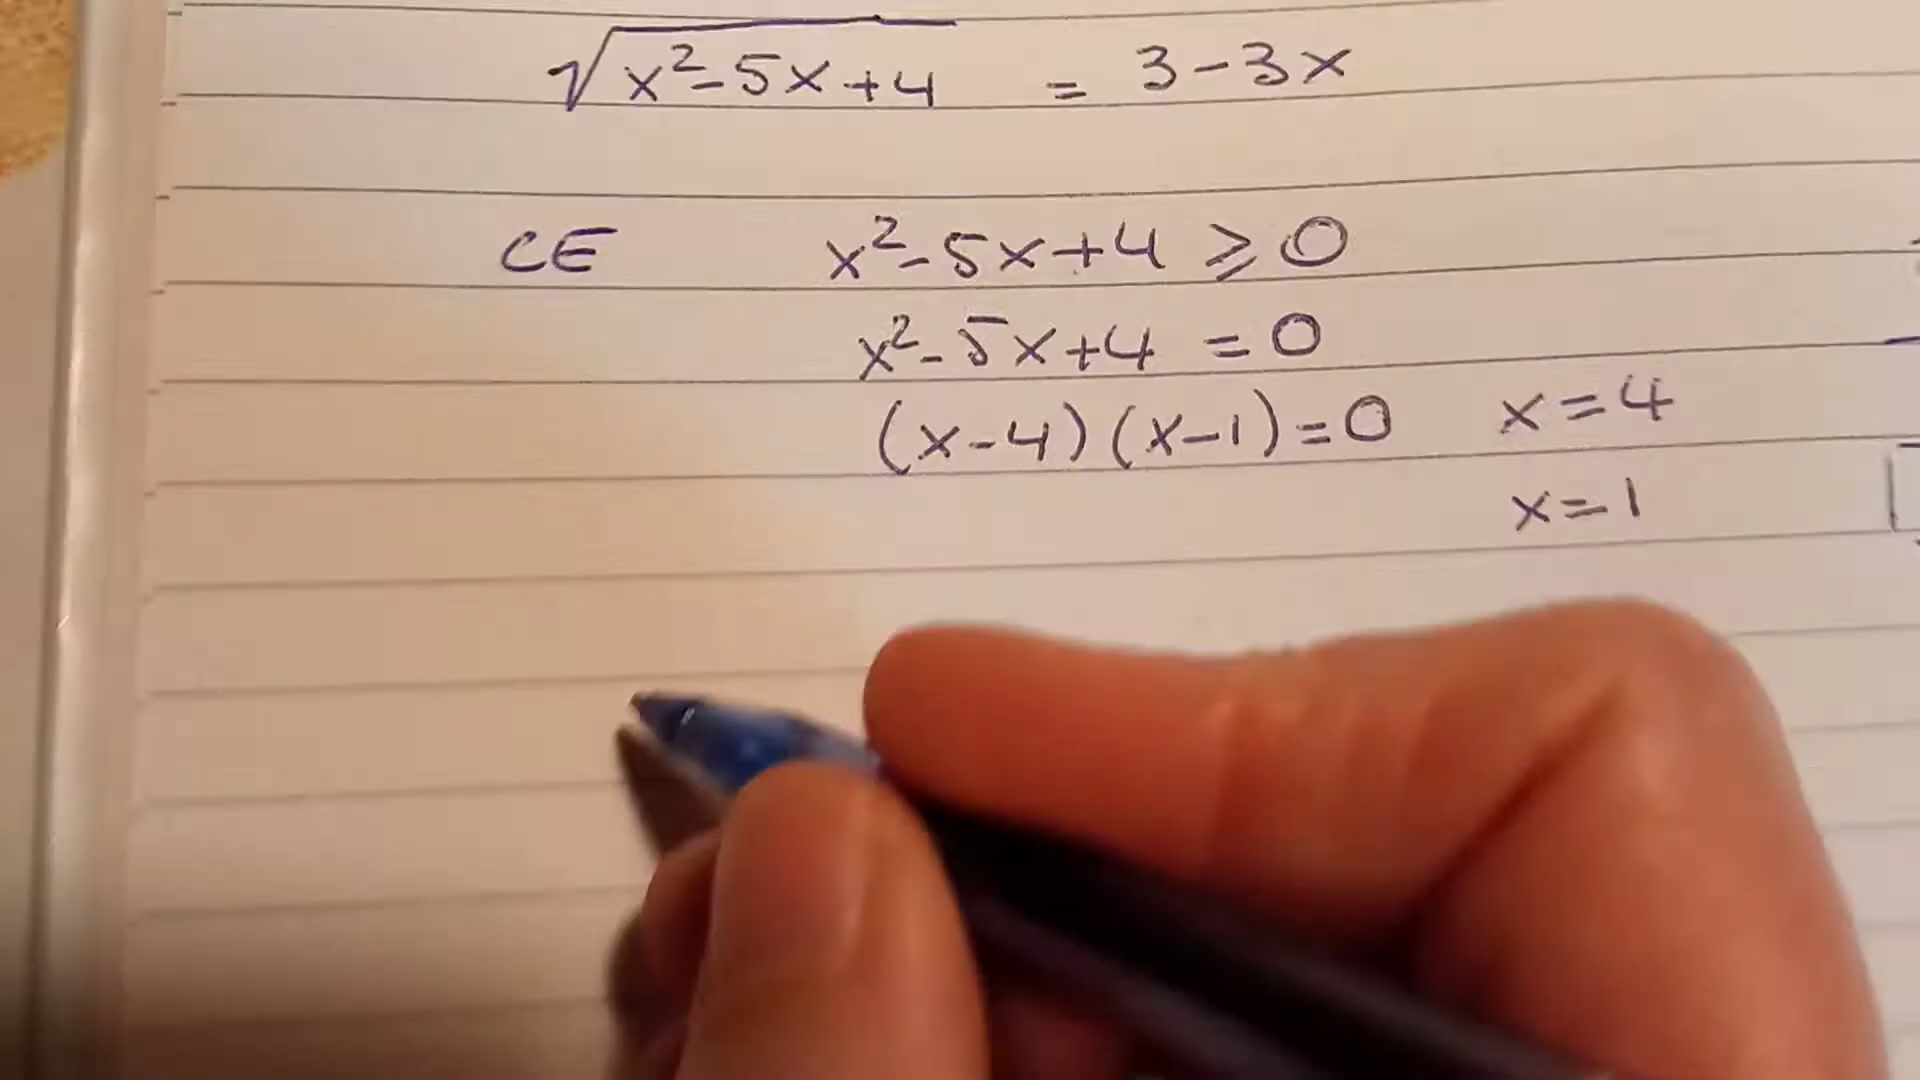 √(x²-5x+4) = 3-3x
CE x²-5x+4 ≥ 0
x²-5x+4 = 0
(x-4)(x-1)=0 x=4
x=1